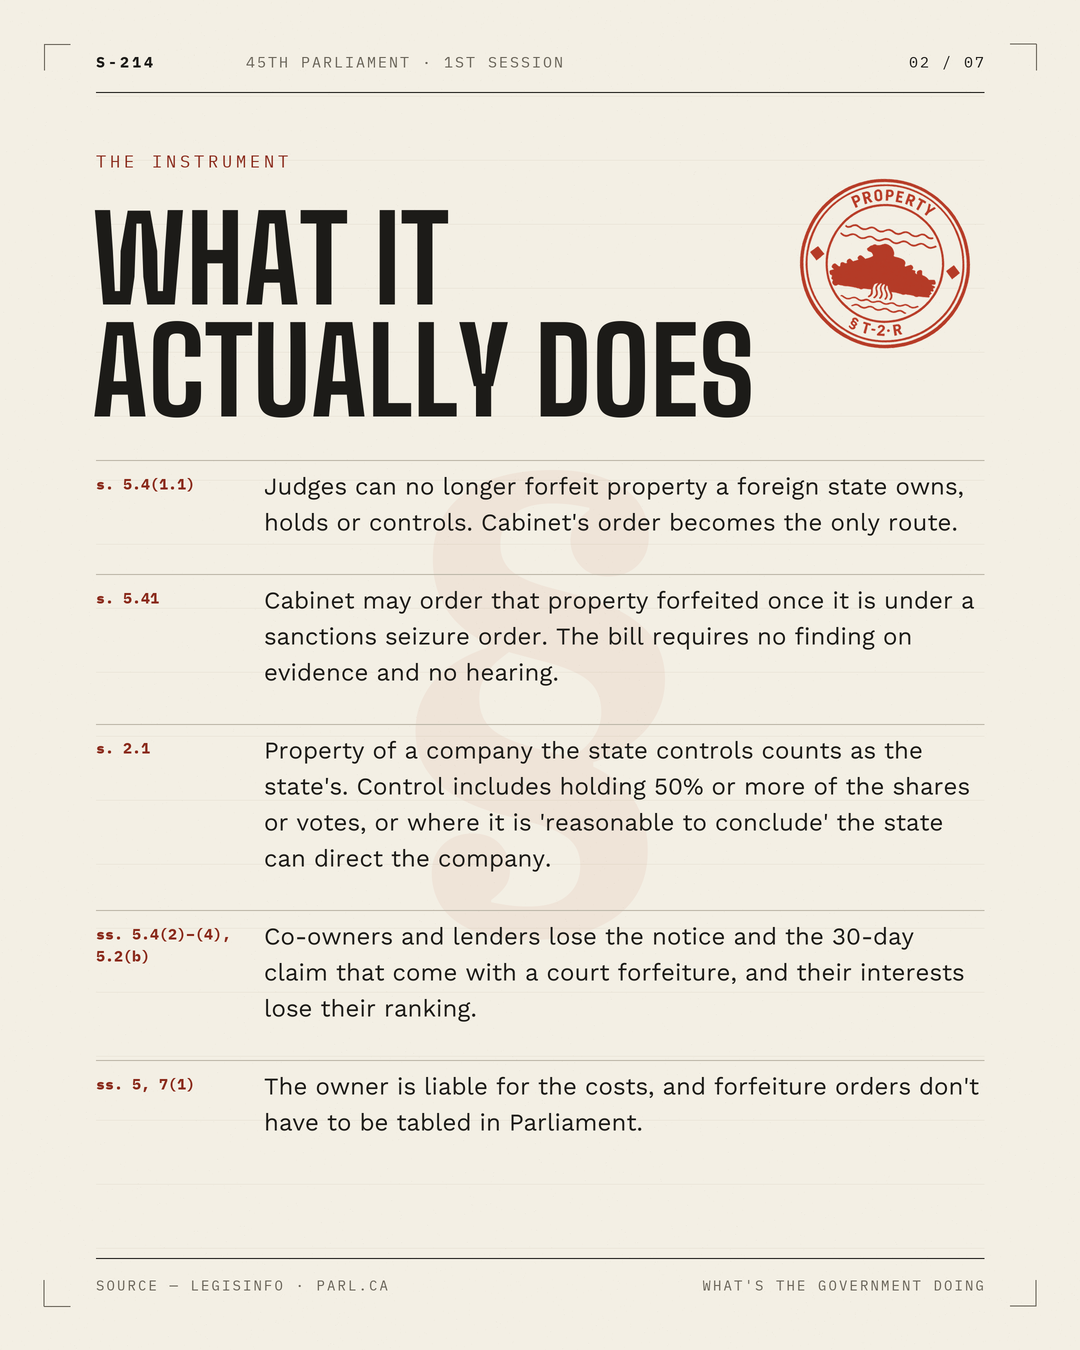 S-214 45TH PARLIAMENT · 1ST SESSION 02 / 07
THE INSTRUMENT
WHAT IT
ACTUALLY DOES
PROPERTY
§ T-2·R
s. 5.4(1.1)
Judges can no longer forfeit property a foreign state owns,
holds or controls. Cabinet's order becomes the only route.
s. 5.41
Cabinet may order that property forfeited once it is under a
sanctions seizure order. The bill requires no finding on
evidence and no hearing.
s. 2.1
Property of a company the state controls counts as the
state's. Control includes holding 50% or more of the shares
or votes, or where it is 'reasonable to conclude' the state
can direct the company.
ss. 5.4(2)–(4),
5.2(b)
Co-owners and lenders lose the notice and the 30-day
claim that come with a court forfeiture, and their interests
lose their ranking.
ss. 5, 7(1)
The owner is liable for the costs, and forfeiture orders don't
have to be tabled in Parliament.
§
SOURCE — LEGISINFO · PARL.CA WHAT'S THE GOVERNMENT DOING